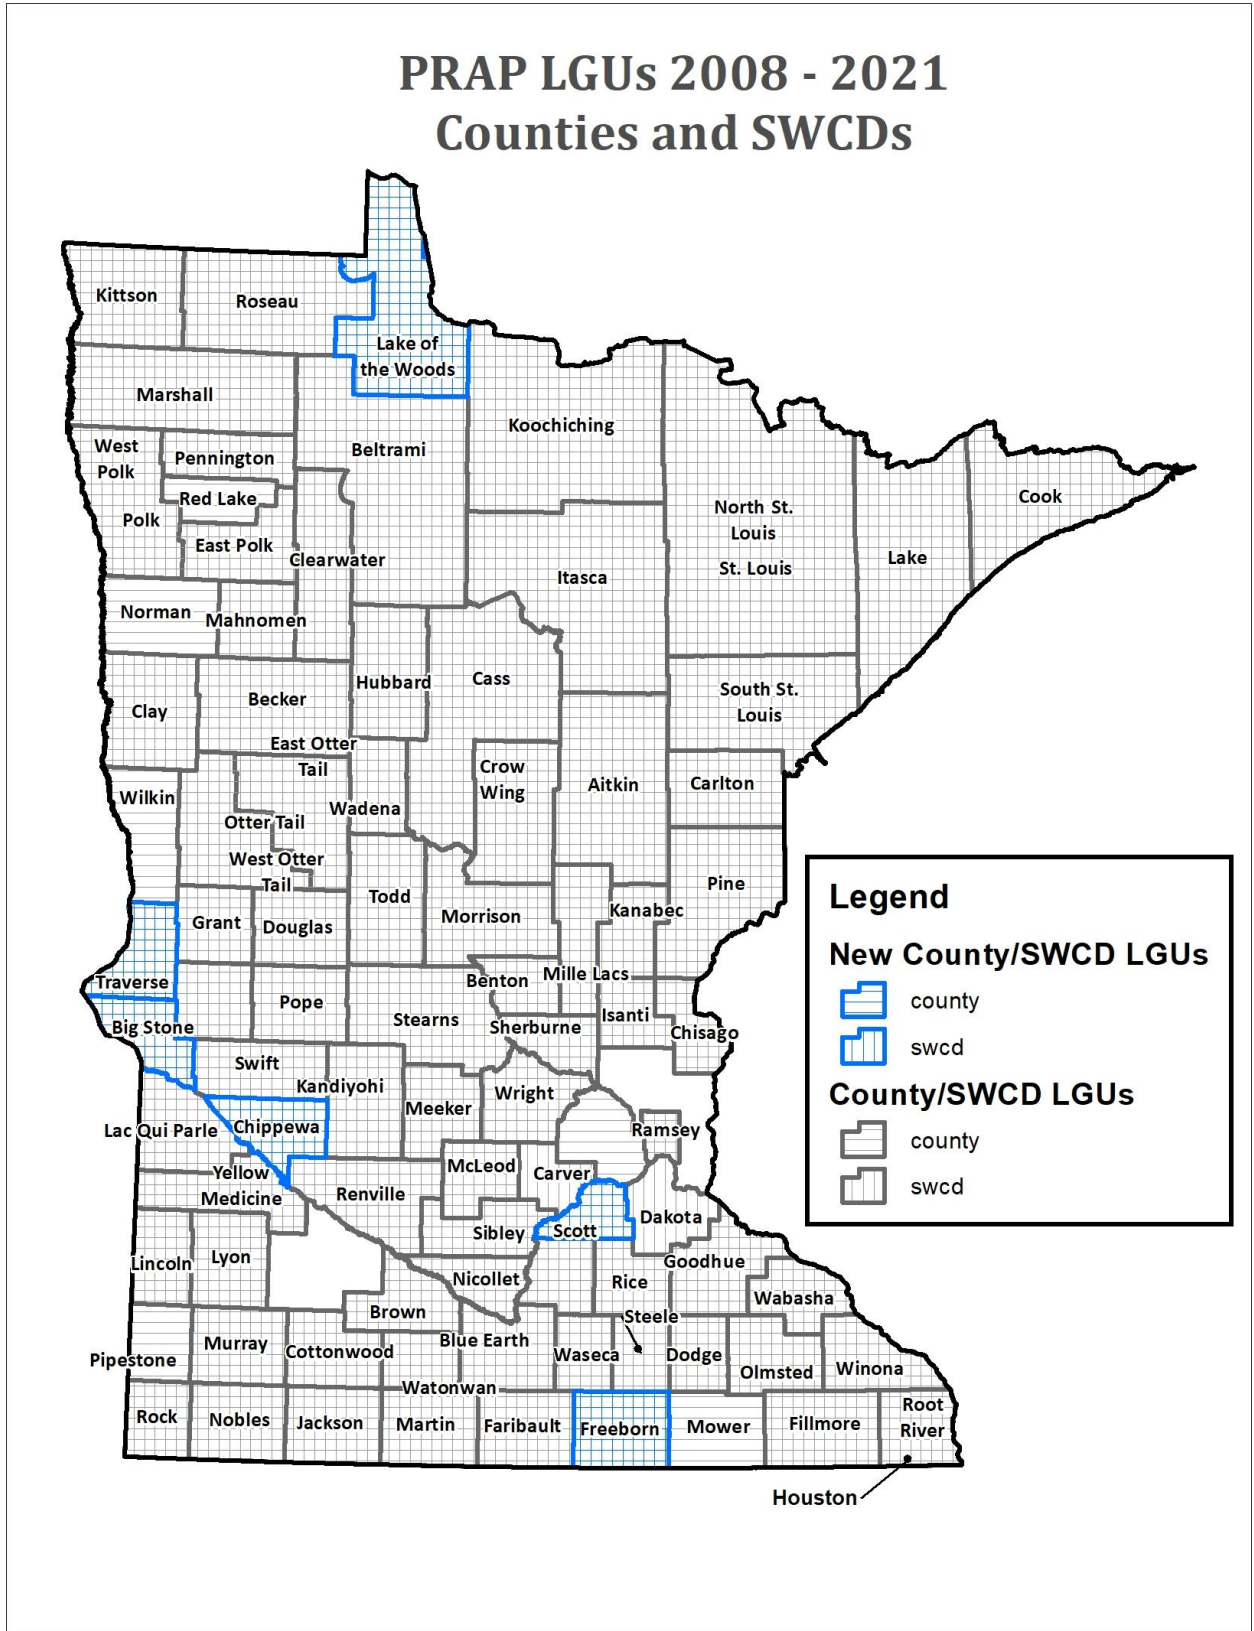 PRAP LGUs 2008 - 2021
Counties and SWCDs
Kittson
Roseau
Lake of
the Woods
Marshall
Koochiching
West
Polk
Pennington
Beltrami
Red Lake
Polk
East Polk
Clearwater
North St.
Louis
St. Louis
Lake
Cook
Itasca
Norman
Mahnomen
Hubbard
Cass
Clay
Becker
South St.
Louis
East Otter
Tail
Crow
Wing
Aitkin
Carlton
Wilkin
Otter Tail
Wadena
West Otter
Tail
Todd
Pine
Grant
Douglas
Morrison
Kanabec
Traverse
Benton
Mille Lacs
Pope
Big Stone
Stearns
Sherburne
Isanti
Chisago
Swift
Kandiyohi
Wright
Meeker
Lac Qui Parle
Chippewa
Ramsey
Yellow
Medicine
McLeod
Carver
Renville
Sibley
Scott
Dakota
Lincoln
Lyon
Nicollet
Rice
Goodhue
Brown
Wabasha
Steele
Murray
Cottonwood
Blue Earth
Waseca
Dodge
Pipestone
Olmsted
Winona
Watonwan
Rock
Nobles
Jackson
Martin
Faribault
Freeborn
Mower
Fillmore
Root
River
Houston
Legend
New County/SWCD LGUs
county
swcd
County/SWCD LGUs
county
swcd